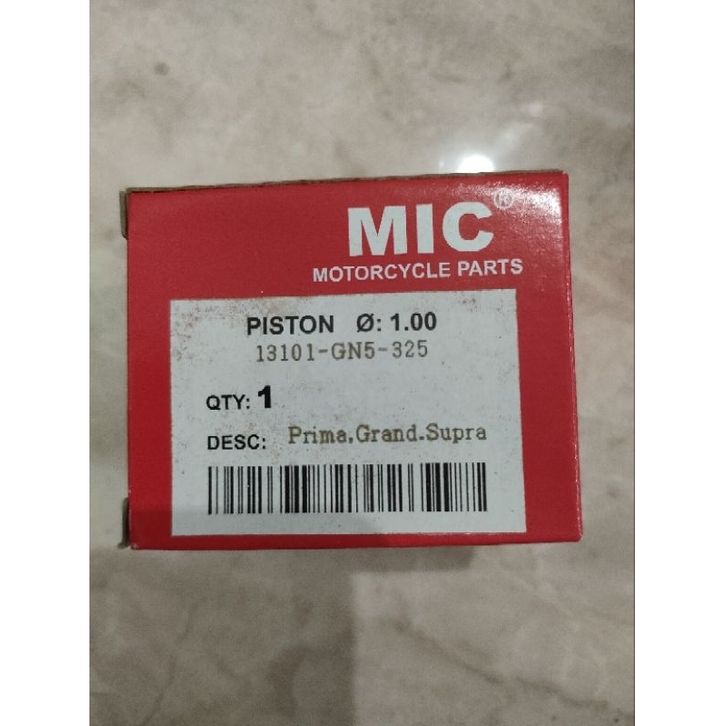 MIC®
MOTORCYCLE PARTS
PISTON Ø: 1.00
13101-GN5-325
QTY: 1
DESC: Prima,Grand.Supra